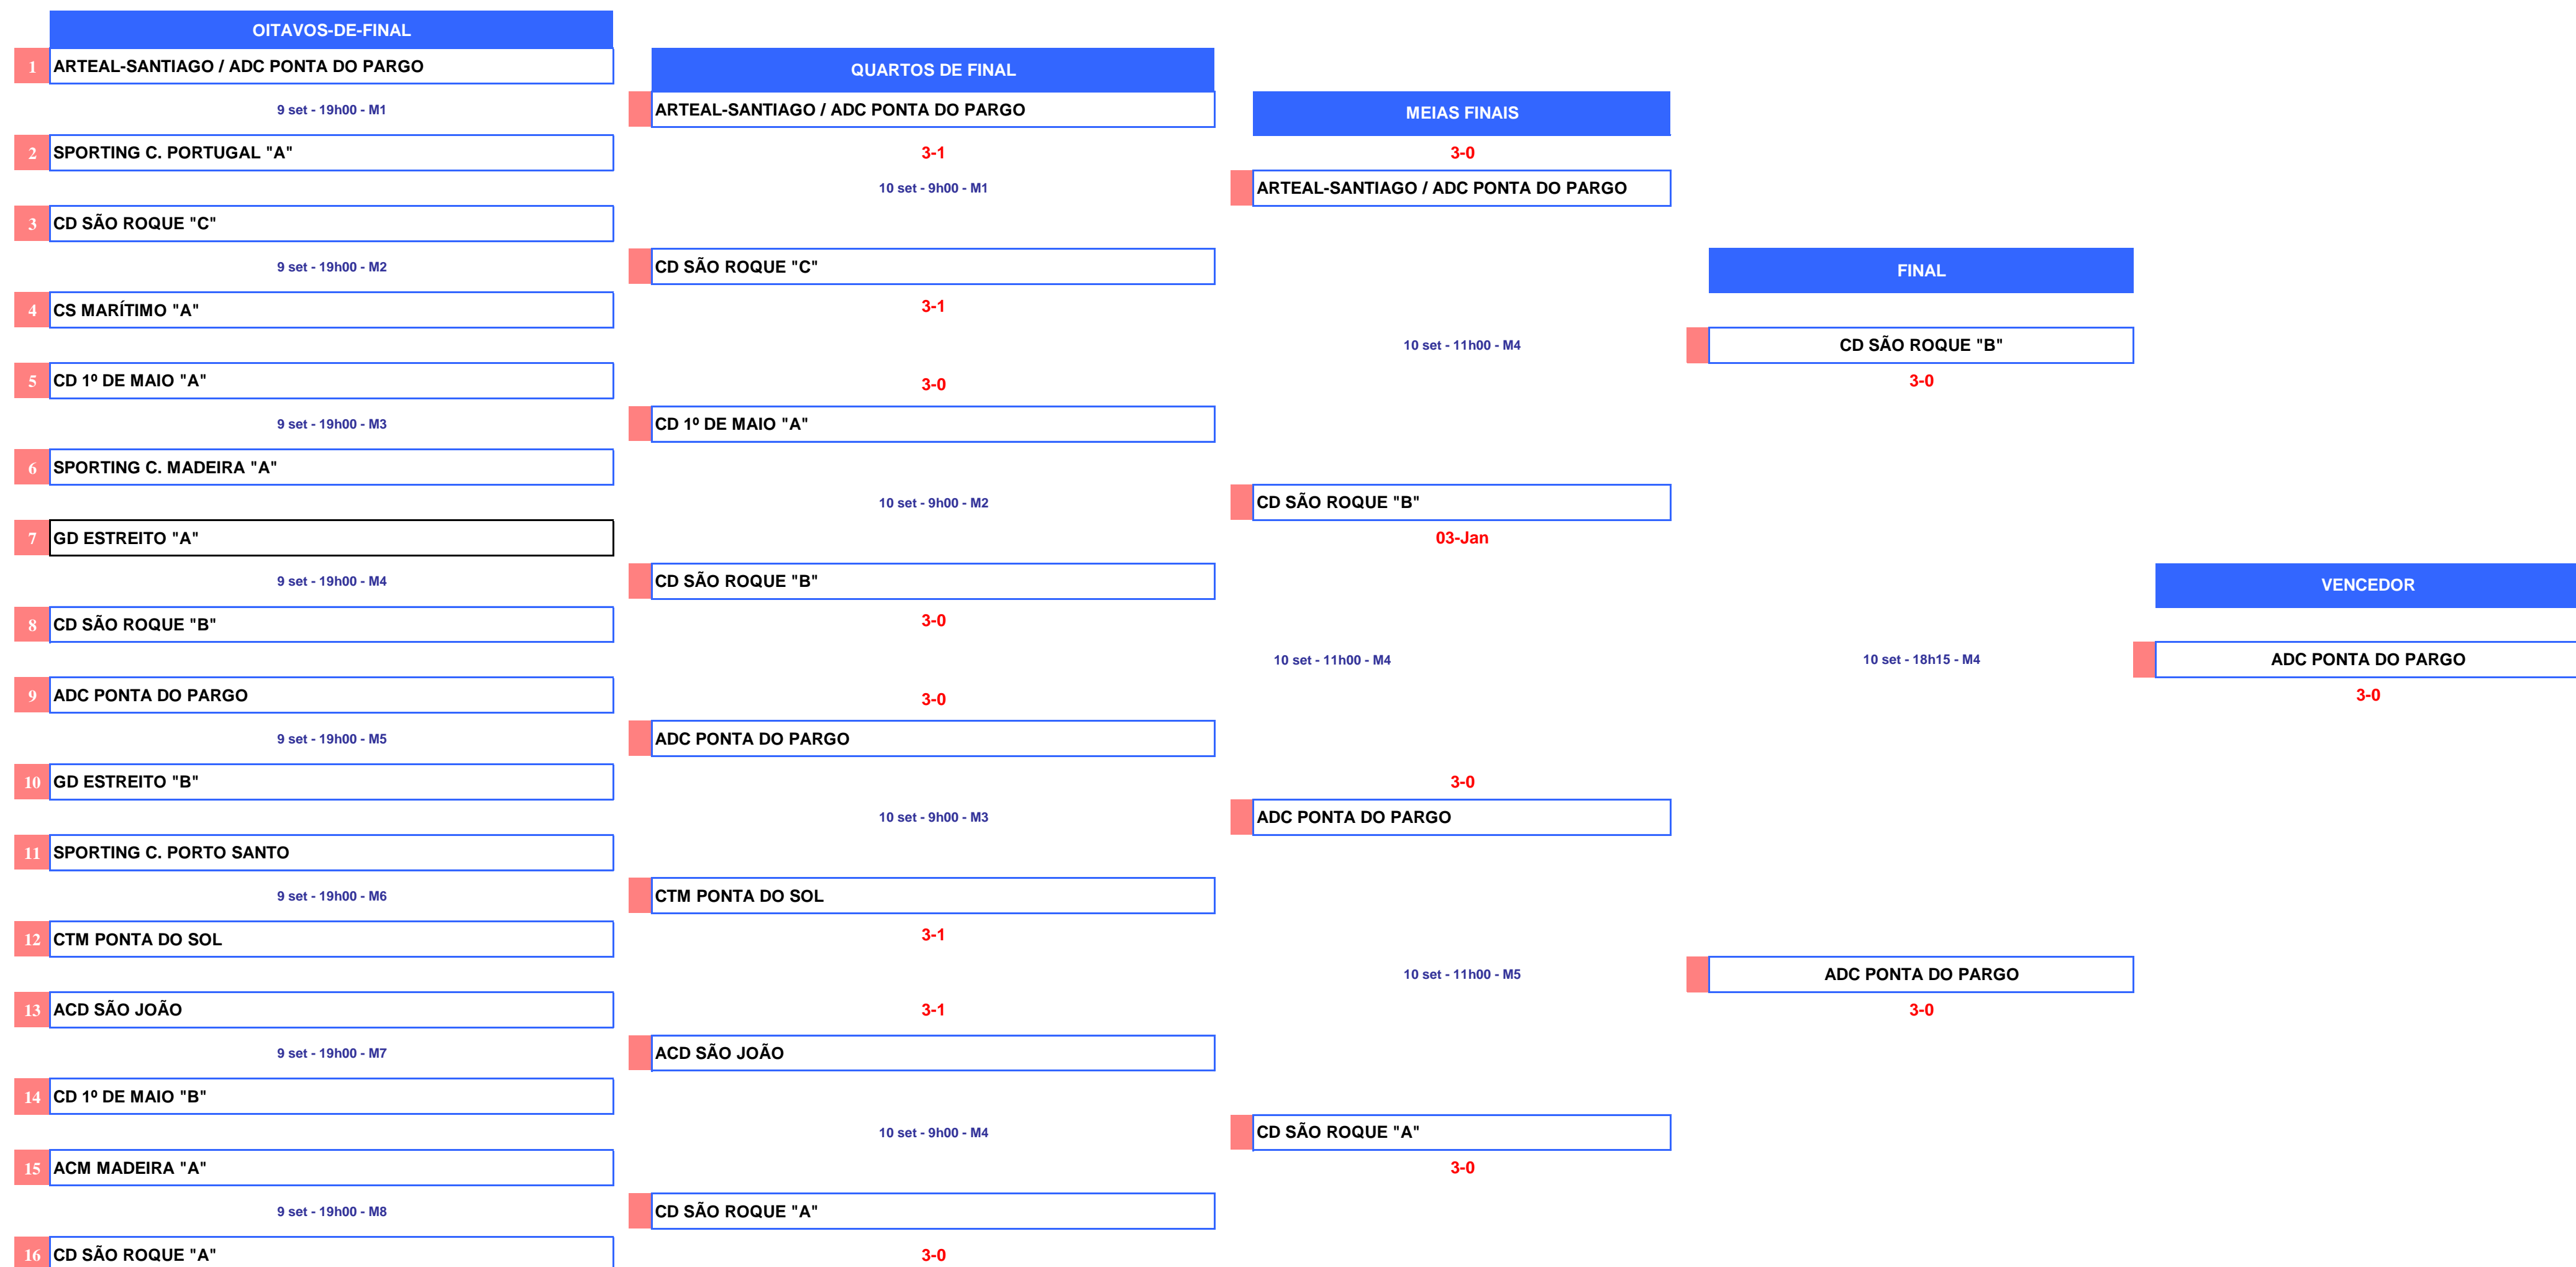 OITAVOS-DE-FINAL
1 ARTEAL-SANTIAGO / ADC PONTA DO PARGO
9 set - 19h00 - M1
2 SPORTING C. PORTUGAL "A"
3 CD SÃO ROQUE "C"
9 set - 19h00 - M2
4 CS MARÍTIMO "A"
5 CD 1º DE MAIO "A"
9 set - 19h00 - M3
6 SPORTING C. MADEIRA "A"
7 GD ESTREITO "A"
9 set - 19h00 - M4
8 CD SÃO ROQUE "B"
9 ADC PONTA DO PARGO
9 set - 19h00 - M5
10 GD ESTREITO "B"
11 SPORTING C. PORTO SANTO
9 set - 19h00 - M6
12 CTM PONTA DO SOL
13 ACD SÃO JOÃO
9 set - 19h00 - M7
14 CD 1º DE MAIO "B"
15 ACM MADEIRA "A"
9 set - 19h00 - M8
16 CD SÃO ROQUE "A"
QUARTOS DE FINAL
ARTEAL-SANTIAGO / ADC PONTA DO PARGO
3-1
10 set - 9h00 - M1
CD SÃO ROQUE "C"
3-1
3-0
CD 1º DE MAIO "A"
10 set - 9h00 - M2
CD SÃO ROQUE "B"
3-0
3-0
ADC PONTA DO PARGO
10 set - 9h00 - M3
CTM PONTA DO SOL
3-1
3-1
ACD SÃO JOÃO
10 set - 9h00 - M4
CD SÃO ROQUE "A"
3-0
MEIAS FINAIS
3-0
ARTEAL-SANTIAGO / ADC PONTA DO PARGO
10 set - 11h00 - M4
CD SÃO ROQUE "B"
03-Jan
10 set - 11h00 - M4
3-0
ADC PONTA DO PARGO
10 set - 11h00 - M5
CD SÃO ROQUE "A"
3-0
FINAL
CD SÃO ROQUE "B"
3-0
10 set - 18h15 - M4
ADC PONTA DO PARGO
3-0
VENCEDOR
ADC PONTA DO PARGO
3-0